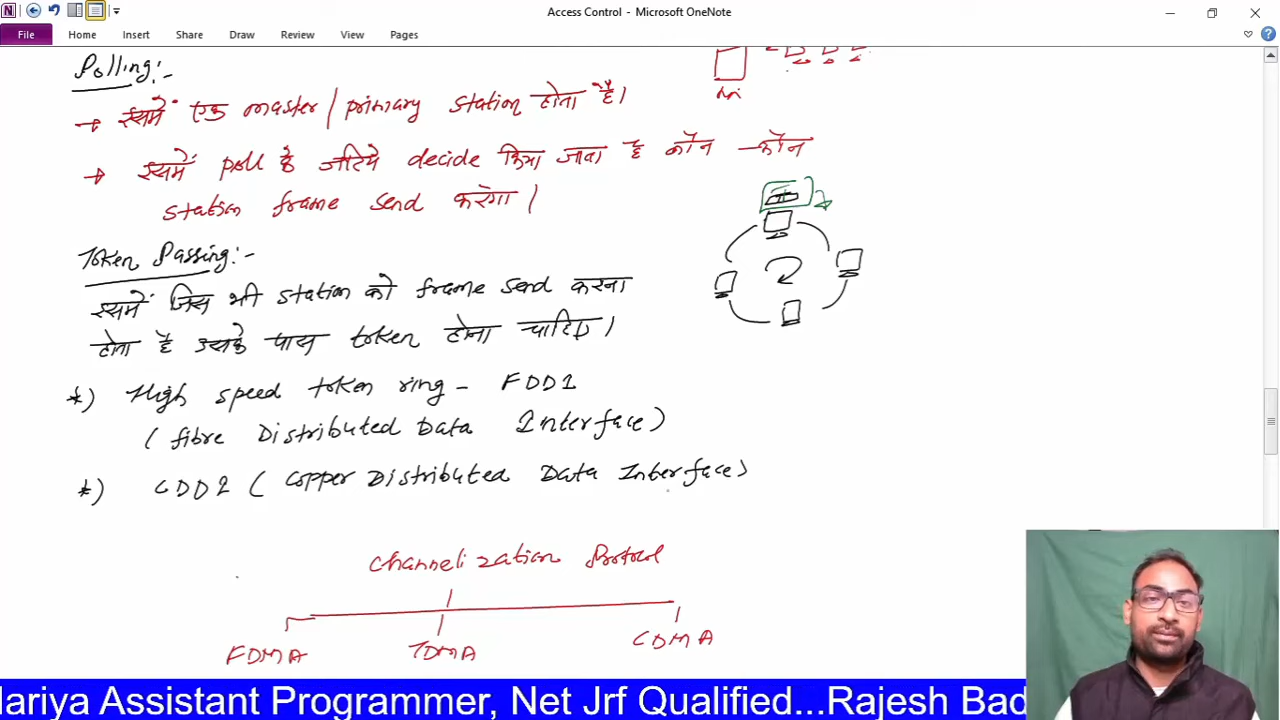 Access Control - Microsoft OneNote
File Home Insert Share Draw Review View Pages
Polling:-
→ इसमें एक master/primary station होता है।
→ इसमें poll के जरिये decide किया जाता है कौन-कौन
station frame send करेगा।
Token Passing:-
इसमें जिस भी station को frame send करना
होता है उसके पास token होना चाहिए।
*) High speed token ring - FDDI
(fibre Distributed Data Interface)
*) CDDI (Copper Distributed Data Interface)
Channelization Protocol
FDMA TDMA CDMA
Mariya Assistant Programmer, Net Jrf Qualified...Rajesh Bad